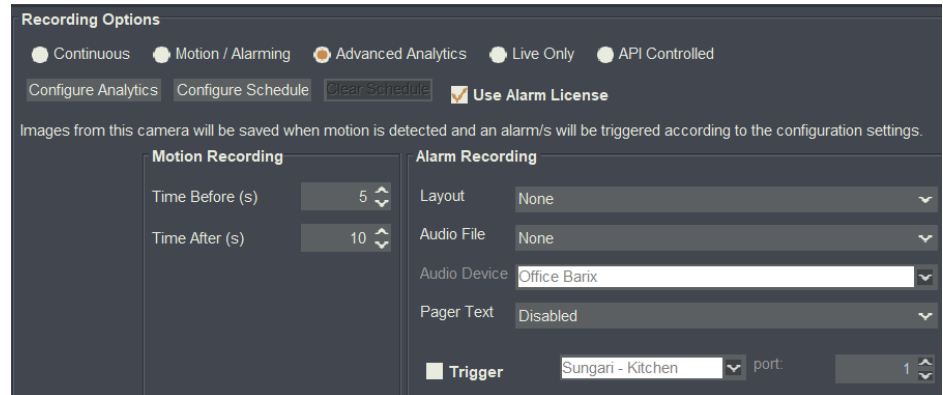 Recording Options
Continuous Motion / Alarming Advanced Analytics Live Only API Controlled
Configure Analytics Configure Schedule Clear Schedule Use Alarm License
Images from this camera will be saved when motion is detected and an alarm/s will be triggered according to the configuration settings.
Motion Recording Alarm Recording
Time Before (s) 5 Layout None
Time After (s) 10 Audio File None
Audio Device Office Barix
Pager Text Disabled
Trigger Sungari - Kitchen port: 1